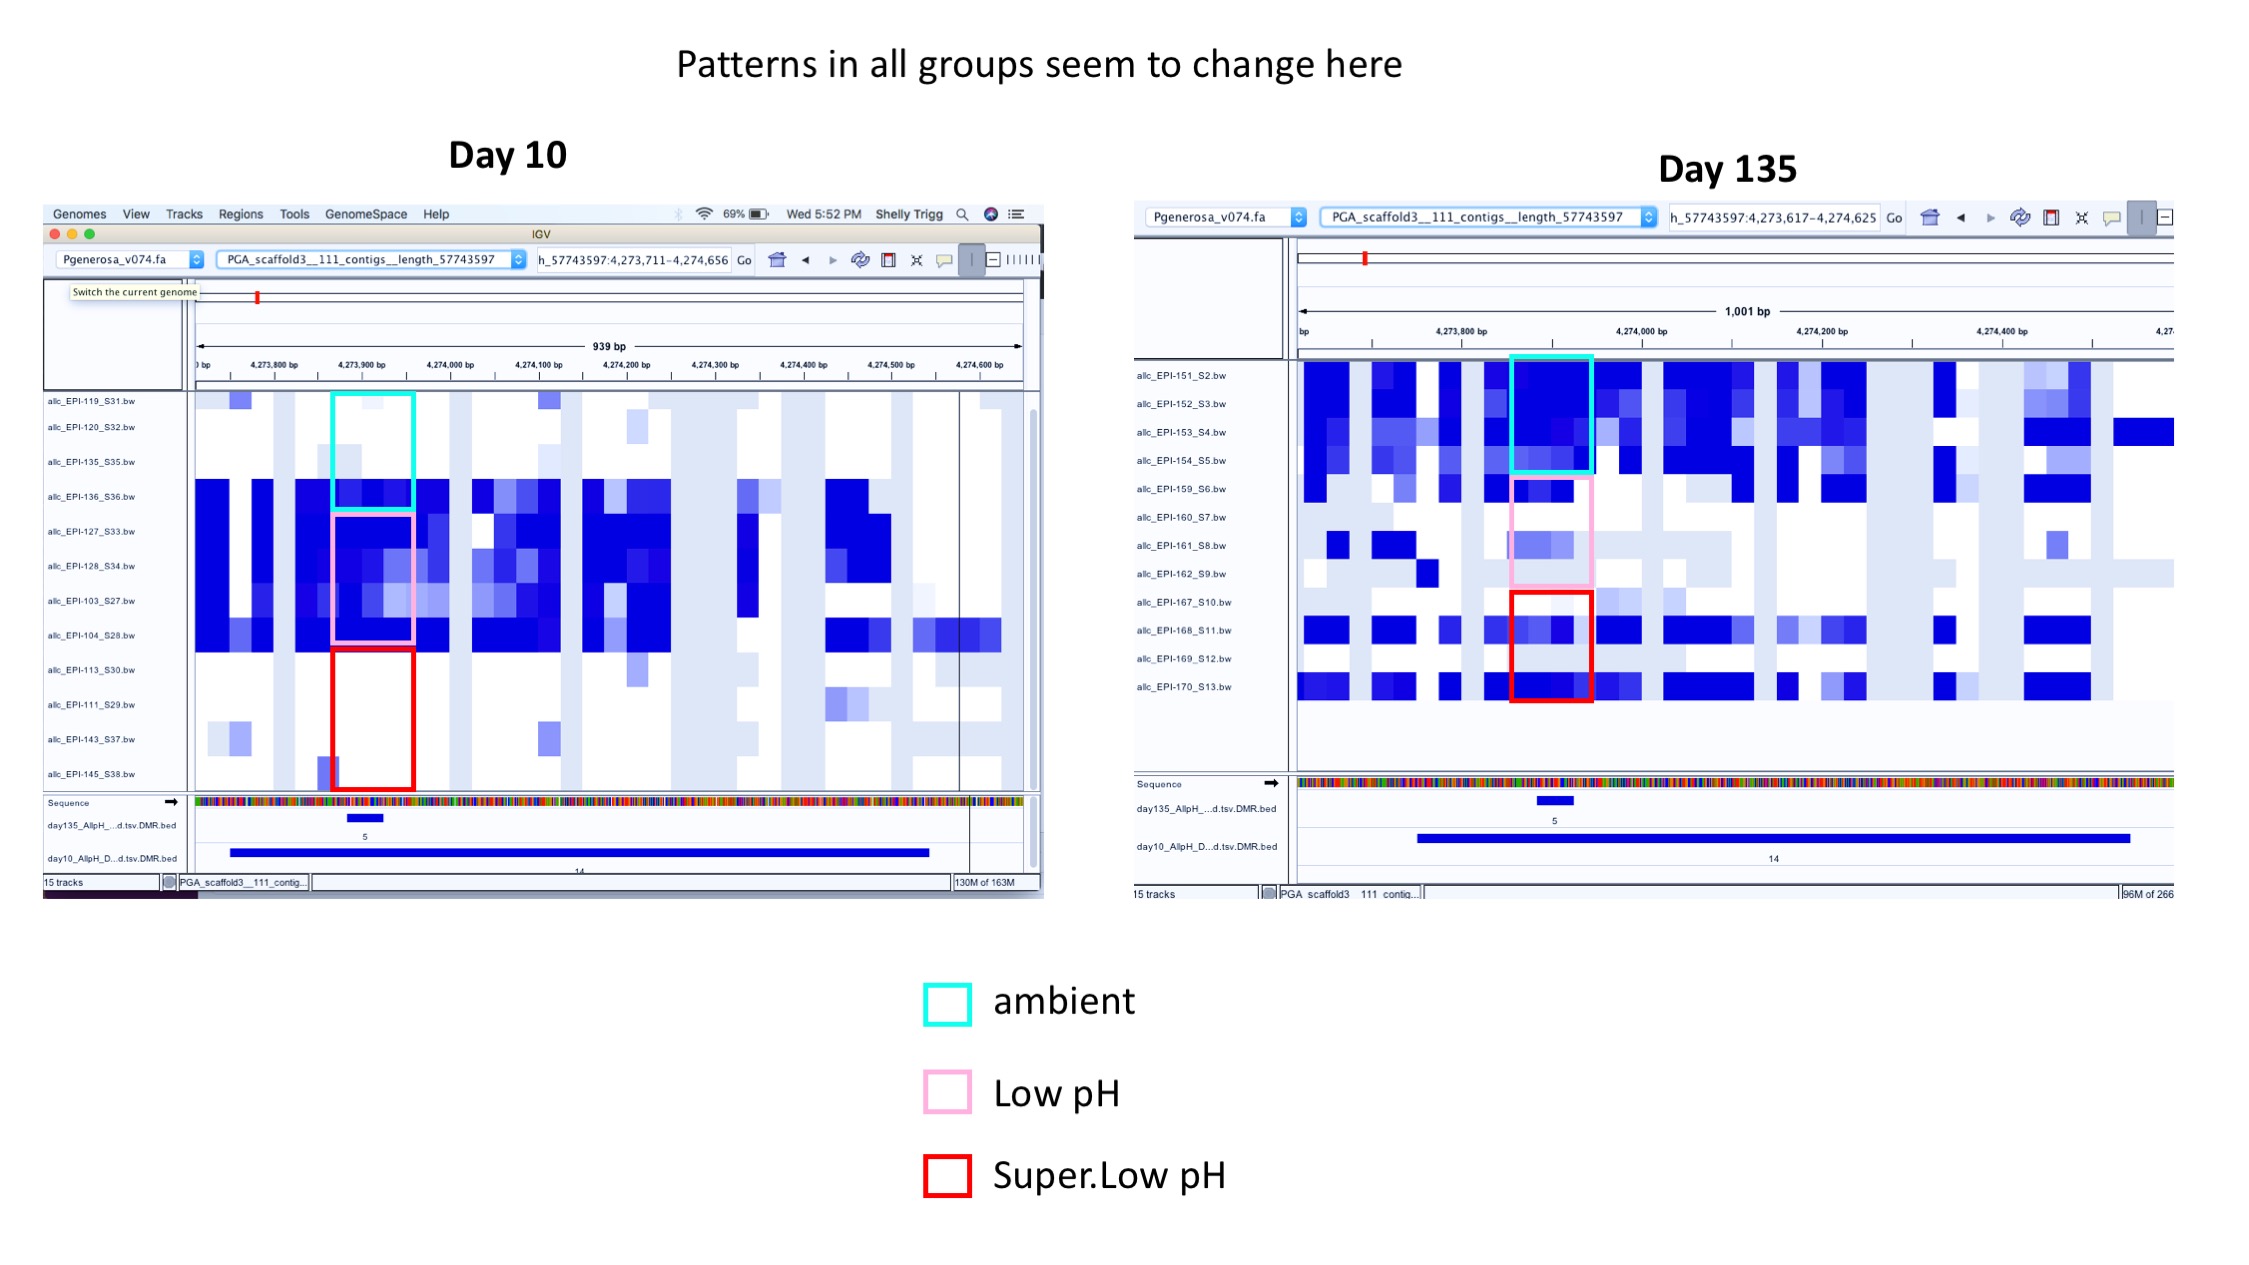 Patterns in all groups seem to change here
Day 10
Genomes View Tracks Regions Tools GenomeSpace Help 69% Wed 5:52 PM Shelly Trigg
IGV
Pgenerosa_v074.fa PGA_scaffold3__111_contigs__length_57743597 h_57743597:4,273,711-4,274,656 Go
Switch the current genome
939 bp
0 bp 4,273,800 bp 4,273,900 bp 4,274,000 bp 4,274,100 bp 4,274,200 bp 4,274,300 bp 4,274,400 bp 4,274,500 bp 4,274,600 bp
allc_EPI-119_S31.bw
allc_EPI-120_S32.bw
allc_EPI-135_S35.bw
allc_EPI-136_S36.bw
allc_EPI-127_S33.bw
allc_EPI-128_S34.bw
allc_EPI-103_S27.bw
allc_EPI-104_S28.bw
allc_EPI-113_S30.bw
allc_EPI-111_S29.bw
allc_EPI-143_S37.bw
allc_EPI-145_S38.bw
Sequence
day135_AllpH_...d.tsv.DMR.bed
5
day10_AllpH_D...d.tsv.DMR.bed
14
15 tracks PGA_scaffold3__111_contig... 130M of 163M
Day 135
Pgenerosa_v074.fa PGA_scaffold3__111_contigs__length_57743597 h_57743597:4,273,617-4,274,625 Go
1,001 bp
bp 4,273,800 bp 4,274,000 bp 4,274,200 bp 4,274,400 bp 4,27
allc_EPI-151_S2.bw
allc_EPI-152_S3.bw
allc_EPI-153_S4.bw
allc_EPI-154_S5.bw
allc_EPI-159_S6.bw
allc_EPI-160_S7.bw
allc_EPI-161_S8.bw
allc_EPI-162_S9.bw
allc_EPI-167_S10.bw
allc_EPI-168_S11.bw
allc_EPI-169_S12.bw
allc_EPI-170_S13.bw
Sequence
day135_AllpH_...d.tsv.DMR.bed
5
day10_AllpH_D...d.tsv.DMR.bed
14
15 tracks PGA_scaffold3__111_contig... 96M of 266
ambient
Low pH
Super.Low pH